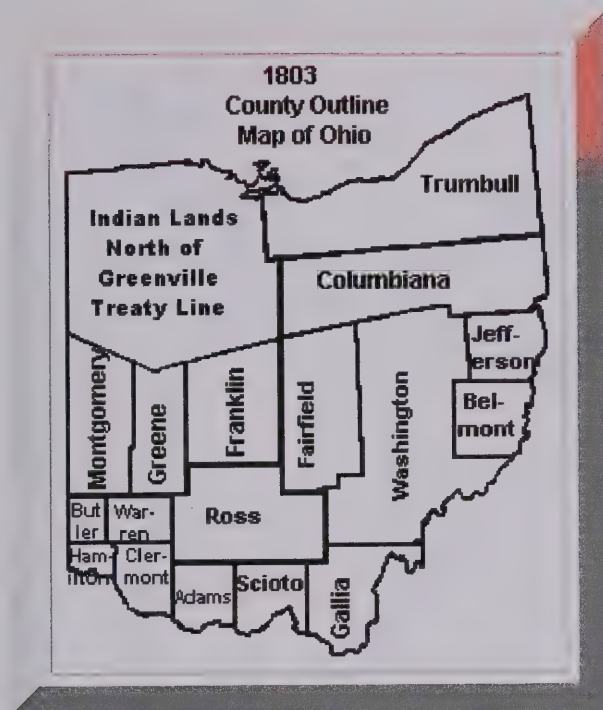 1803
County Outline
Map of Ohio
Trumbull
Indian Lands
North of
Greenville
Treaty Line
Columbiana
Jeff-
erson
Montgomery
Greene
Franklin
Fairfield
Washington
Bel-
mont
But
ler
War-
ren
Ross
Ham-
ilton
Cler-
mont
Adams
Scioto
Gallia